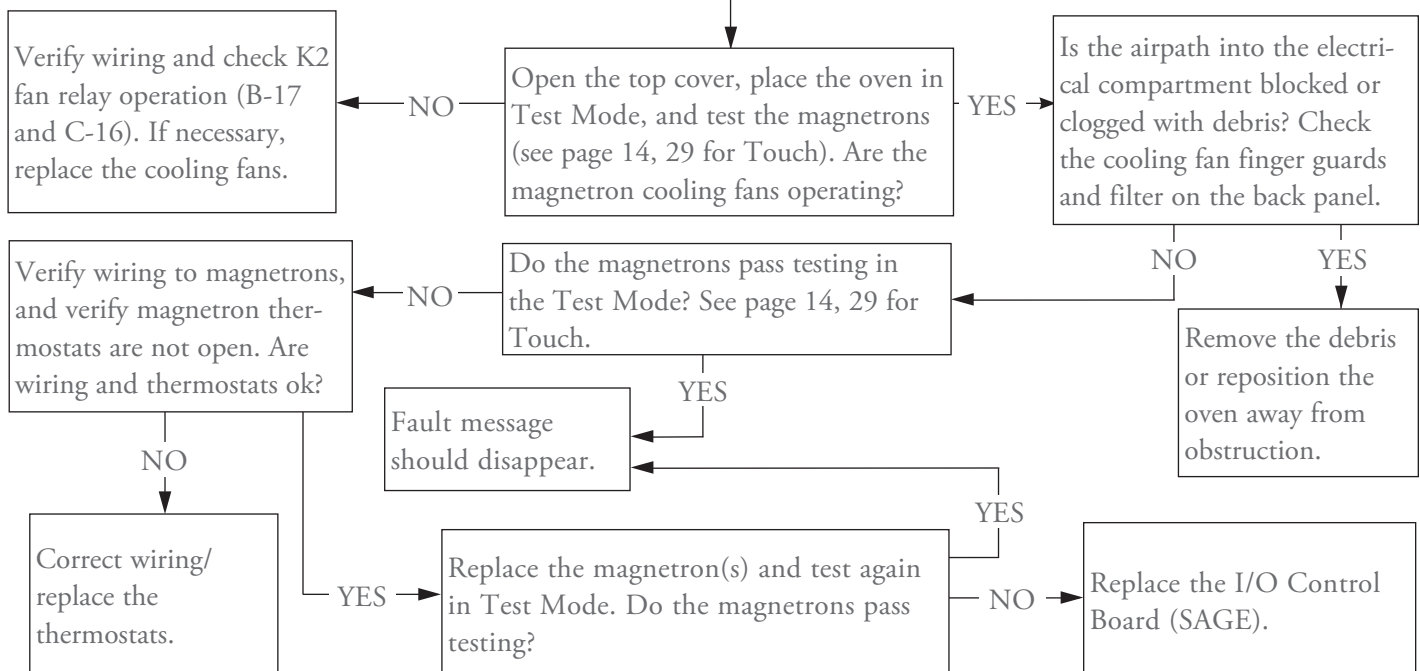 Verify wiring and check K2
fan relay operation (B-17
and C-16). If necessary,
replace the cooling fans.
NO
Open the top cover, place the oven in
Test Mode, and test the magnetrons
(see page 14, 29 for Touch). Are the
magnetron cooling fans operating?
YES
Is the airpath into the electri-
cal compartment blocked or
clogged with debris? Check
the cooling fan finger guards
and filter on the back panel.
Verify wiring to magnetrons,
and verify magnetron ther-
mostats are not open. Are
wiring and thermostats ok?
NO
Do the magnetrons pass testing in
the Test Mode? See page 14, 29 for
Touch.
NO
YES
Remove the debris
or reposition the
oven away from
obstruction.
YES
Fault message
should disappear.
NO
YES
Correct wiring/
replace the
thermostats.
YES
Replace the magnetron(s) and test again
in Test Mode. Do the magnetrons pass
testing?
NO
Replace the I/O Control
Board (SAGE).